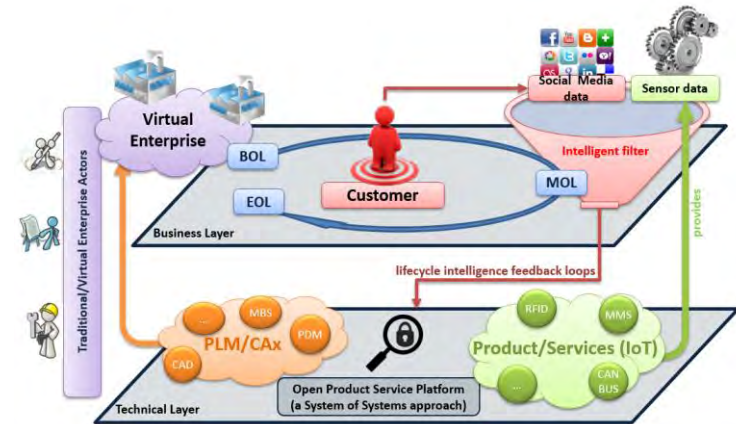 Social Media
data
Sensor data
Virtual
Enterprise
Intelligent filter
BOL
MOL
Customer
EOL
Business Layer
Traditional/Virtual Enterprise Actors
provides
lifecycle intelligence feedback loops
...
MBS
PDM
PLM/CAx
CAD
RFID
MMS
Product/Services (IoT)
...
CAN
BUS
Open Product Service Platform
(a System of Systems approach)
Technical Layer